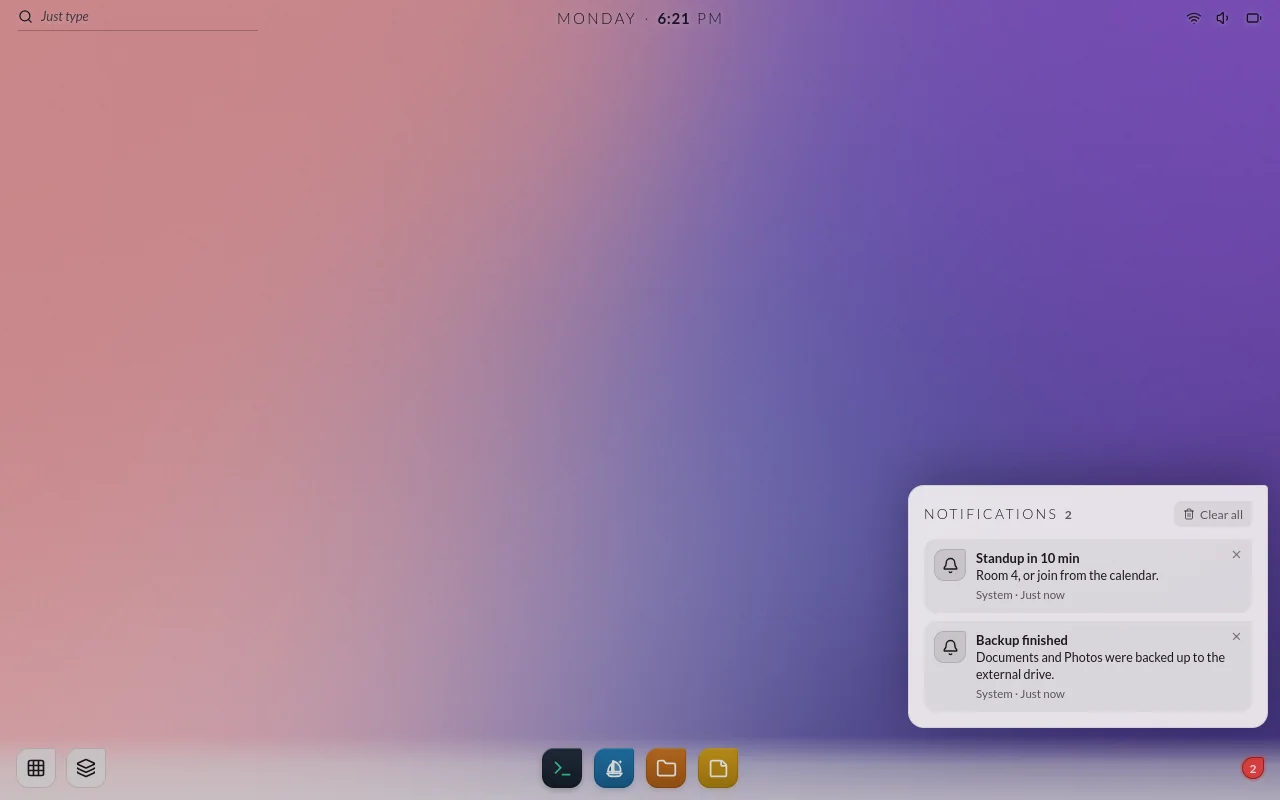 Just type
MONDAY · 6:21 PM
NOTIFICATIONS 2
Clear all
Standup in 10 min
Room 4, or join from the calendar.
System · Just now
Backup finished
Documents and Photos were backed up to the
external drive.
System · Just now
2